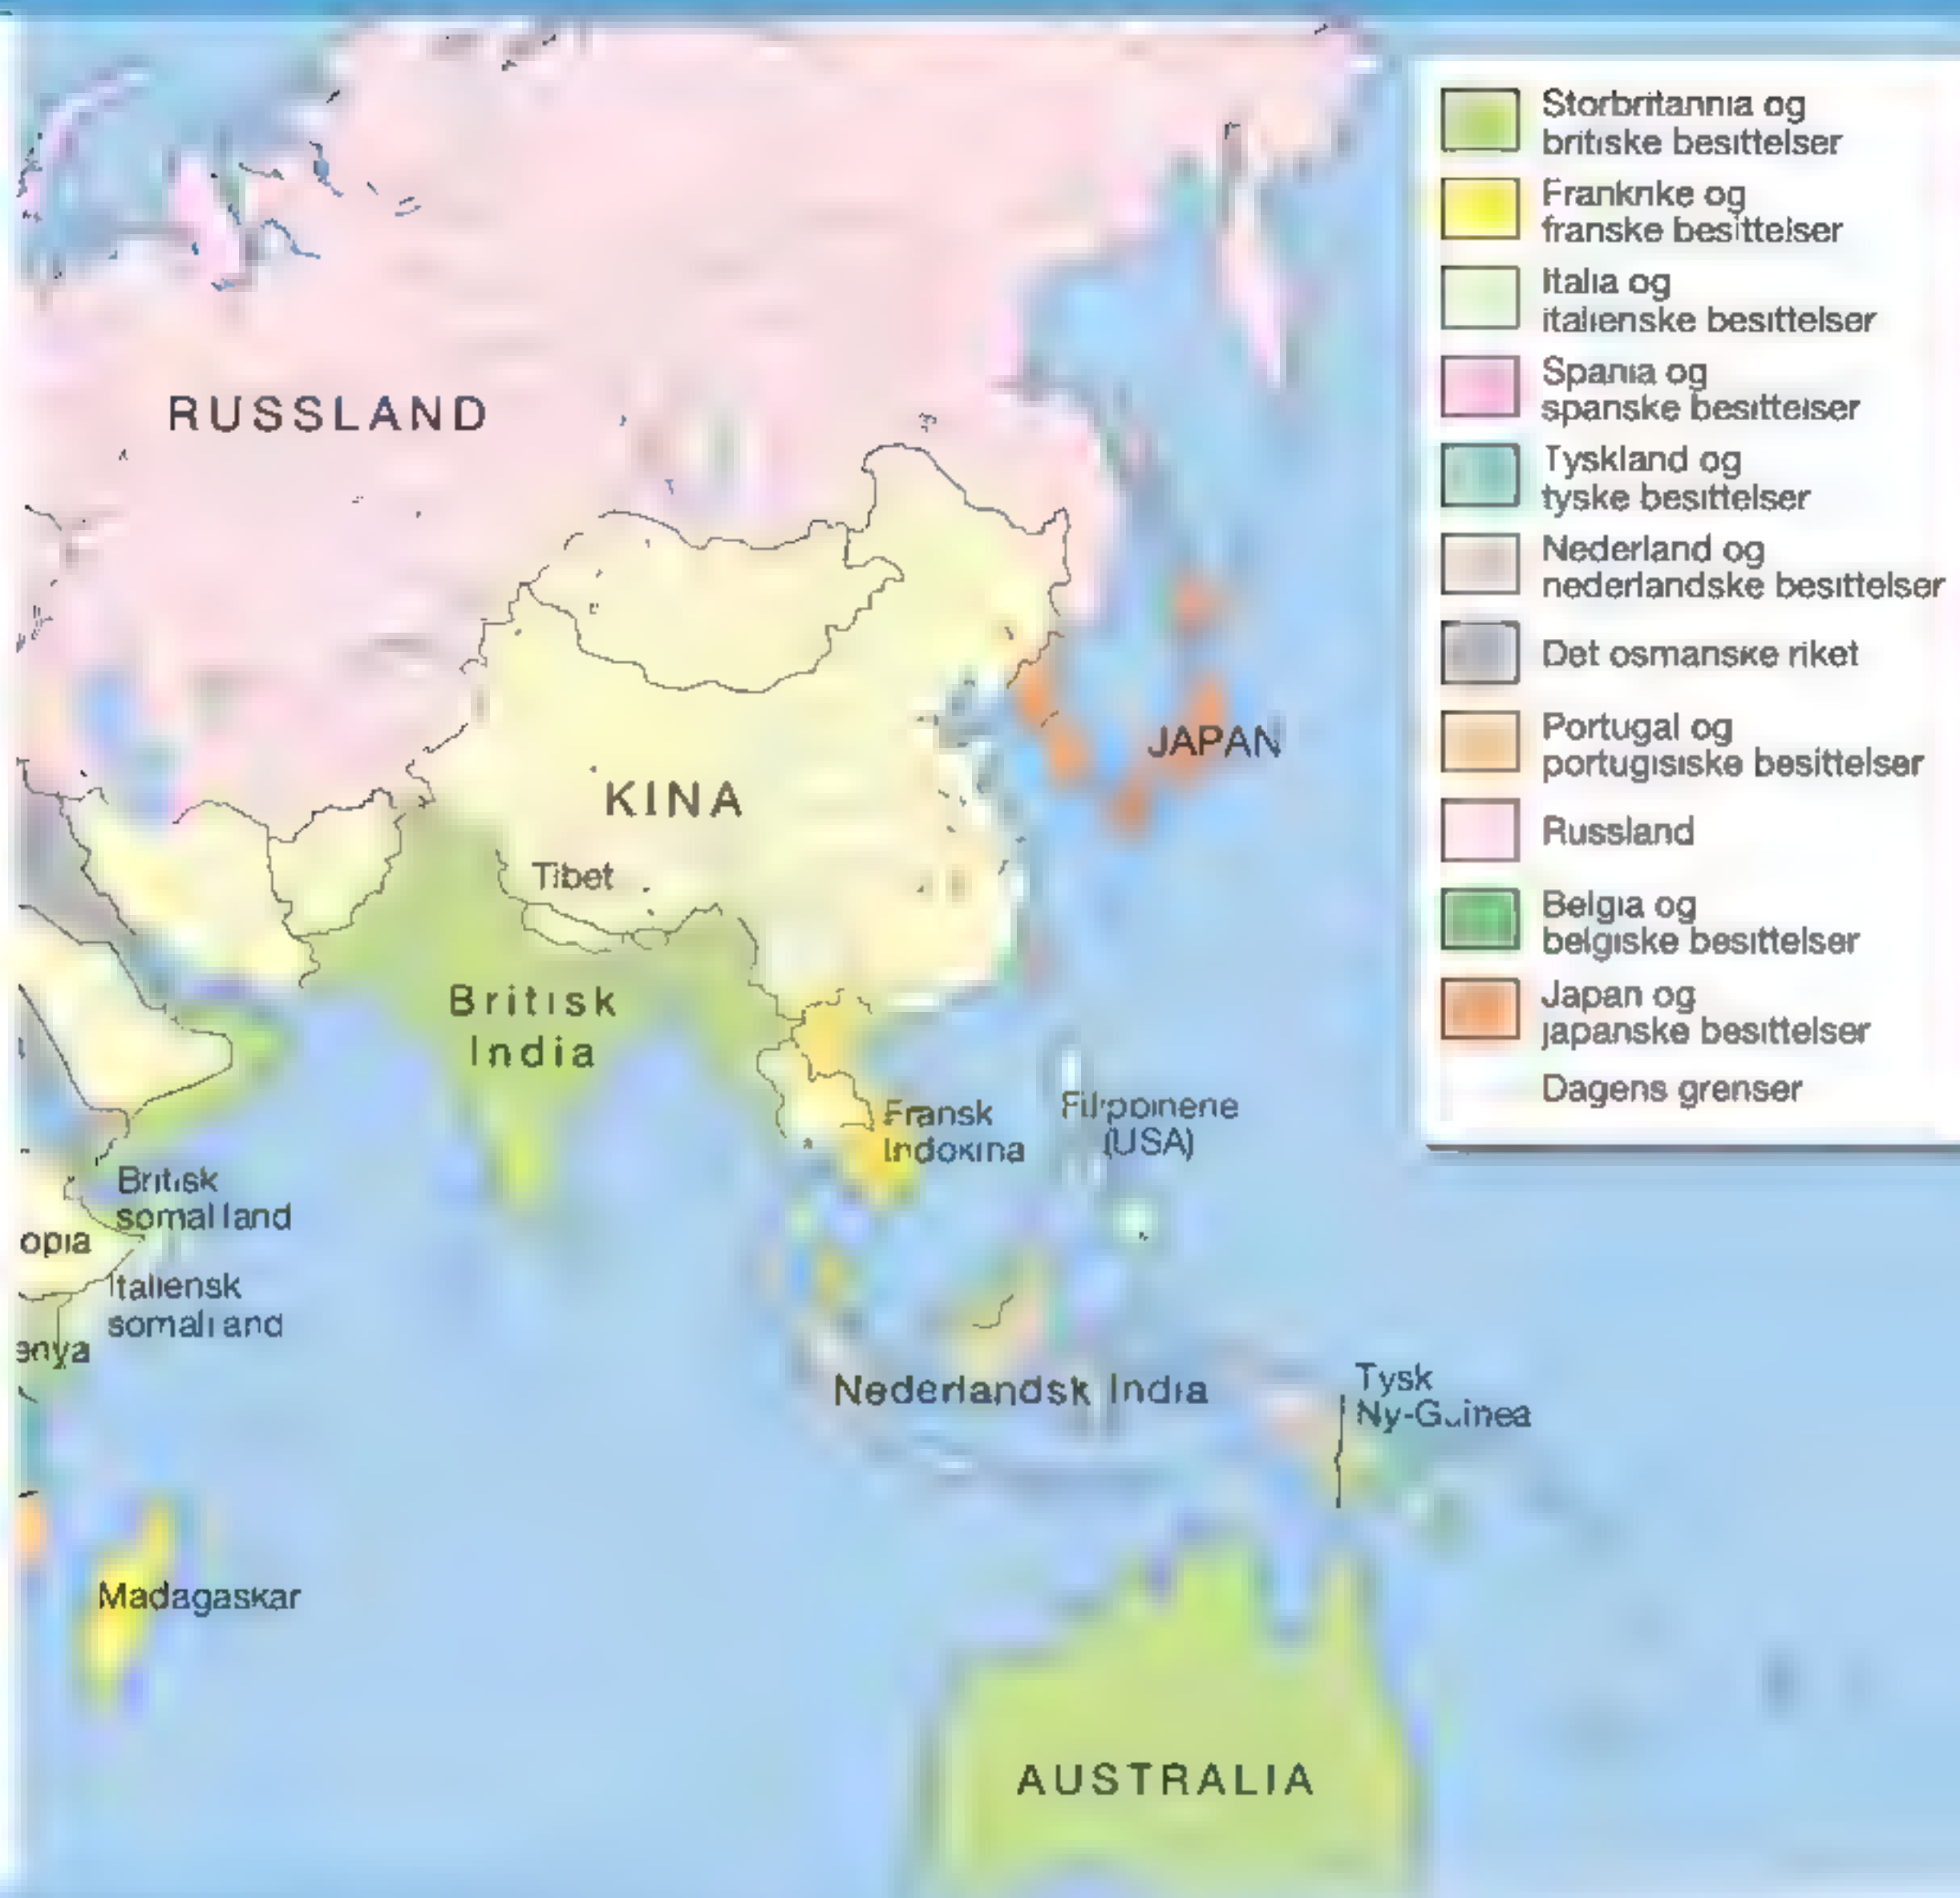 RUSSLAND
KINA
Tibet
JAPAN
Britisk
India
Fransk
Indokina
Filippinene
(USA)
Britisk
somaliland
opia
Italiensk
somaliland
enya
Nederlandsk India
Tysk
Ny-Guinea
Madagaskar
AUSTRALIA
Storbritannia og
britiske besittelser
Frankrike og
franske besittelser
Italia og
italienske besittelser
Spania og
spanske besittelser
Tyskland og
tyske besittelser
Nederland og
nederlandske besittelser
Det osmanske riket
Portugal og
portugisiske besittelser
Russland
Belgia og
belgiske besittelser
Japan og
japanske besittelser
Dagens grenser